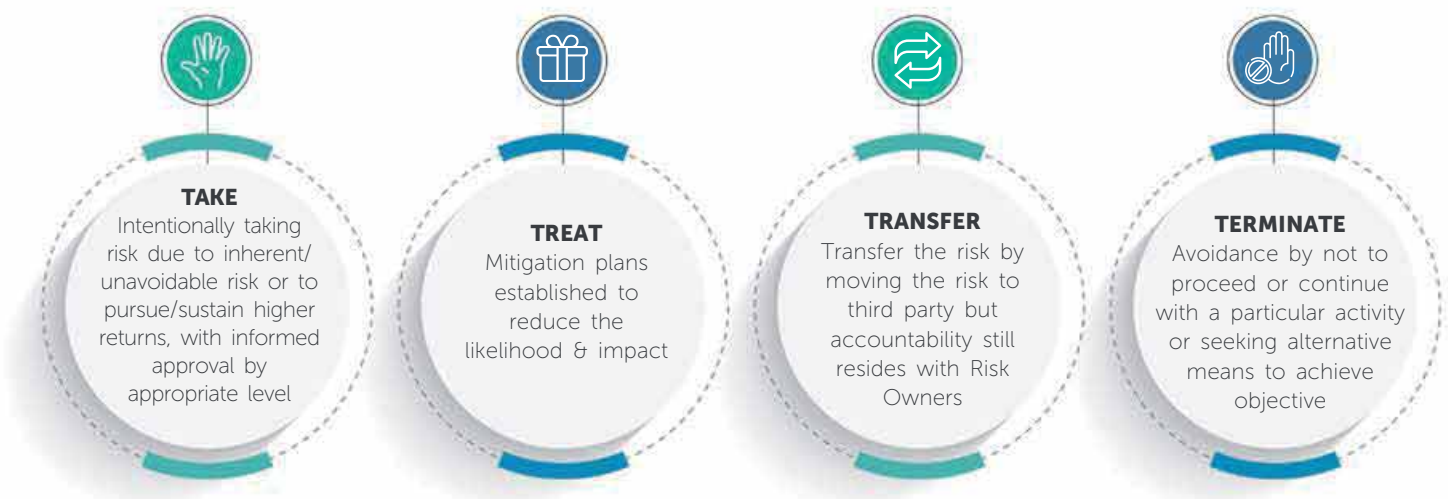 TAKE
Intentionally taking
risk due to inherent/
unavoidable risk or to
pursue/sustain higher
returns, with informed
approval by
appropriate level
TREAT
Mitigation plans
established to
reduce the
likelihood & impact
TRANSFER
Transfer the risk by
moving the risk to
third party but
accountability still
resides with Risk
Owners
TERMINATE
Avoidance by not to
proceed or continue
with a particular activity
or seeking alternative
means to achieve
objective